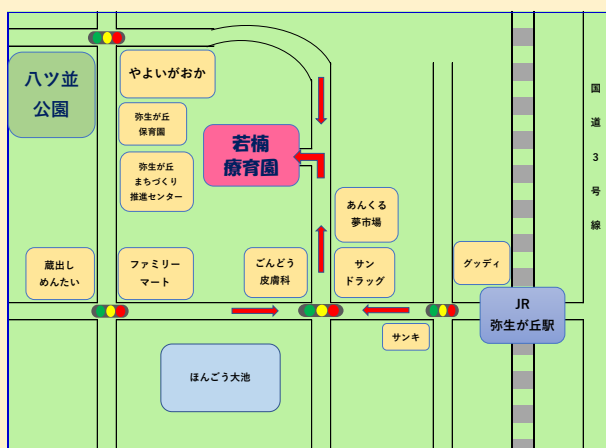 八ツ並
公園
やよいがおか
弥生が丘
保育園
若楠
療育園
弥生が丘
まちづくり
推進センター
あんくる
夢市場
蔵出し
めんたい
ファミリー
マート
ごんどう
皮膚科
サン
ドラッグ
グッディ
JR
弥生が丘駅
サンキ
ほんごう大池
国道3号線